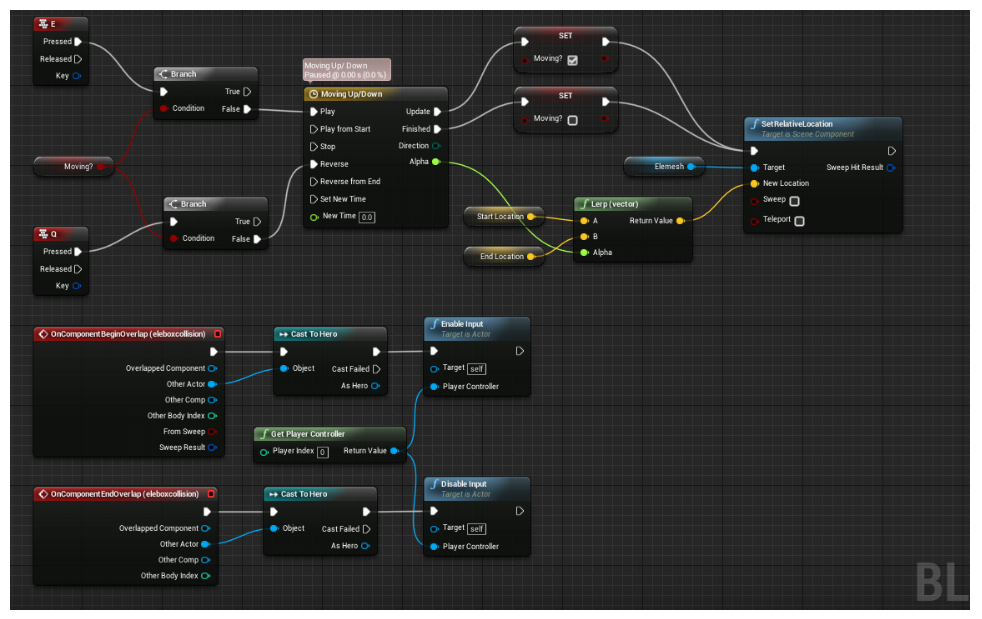 E
Pressed
Released
Key
Branch
True
Condition
False
Moving?
Branch
True
Condition
False
Q
Pressed
Released
Key
Moving Up/ Down
Paused @ 0.00 s (0.0 %)
Moving Up/Down
Play
Update
Play from Start
Finished
Stop
Direction
Reverse
Alpha
Reverse from End
Set New Time
New Time 0.0
SET
Moving?
SET
Moving?
Start Location
End Location
Lerp (vector)
A
Return Value
B
Alpha
Elemesh
SetRelativeLocation
Target is Scene Component
Target
Sweep Hit Result
New Location
Sweep
Teleport
OnComponentBeginOverlap (eleboxcollision)
Overlapped Component
Other Actor
Other Comp
Other Body Index
From Sweep
Sweep Result
Cast To Hero
Object
Cast Failed
As Hero
Enable Input
Target is Actor
Target self
Player Controller
Get Player Controller
Player Index 0
Return Value
OnComponentEndOverlap (eleboxcollision)
Overlapped Component
Other Actor
Other Comp
Other Body Index
Cast To Hero
Object
Cast Failed
As Hero
Disable Input
Target is Actor
Target self
Player Controller
BL